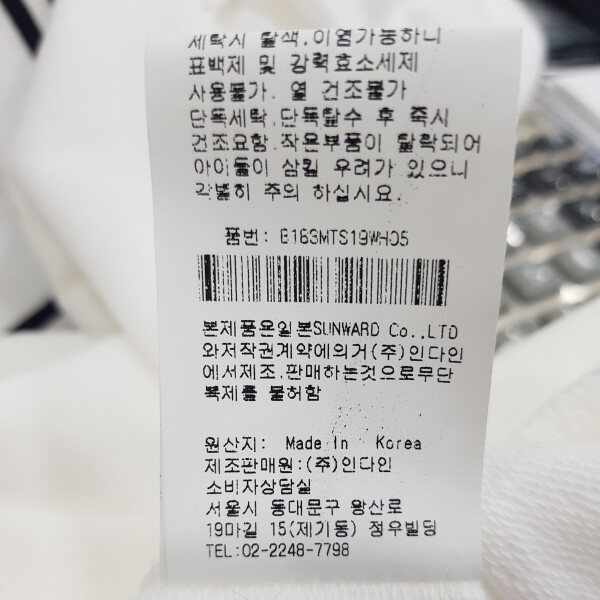 세탁시 탈색.이염가능하니
표백제 및 강력효소세제
사용불가. 열 건조불가
단독세탁.단독탈수 후 즉시
건조요함.작은부품이 탈락되어
아이들이 삼킬 우려가 있으니
각별히 주의 하십시요.
품번: E163MTS19WH05
본제품은일본SUNWARD Co.,LTD
와저작권계약에의거(주)인다인
에서제조.판매하는것으로무단
복제를 불허함
원산지: Made In Korea
제조판매원:(주)인다인
소비자상담실
서울시 동대문구 왕산로
19마길 15(제기동) 정우빌딩
TEL:02-2248-7798